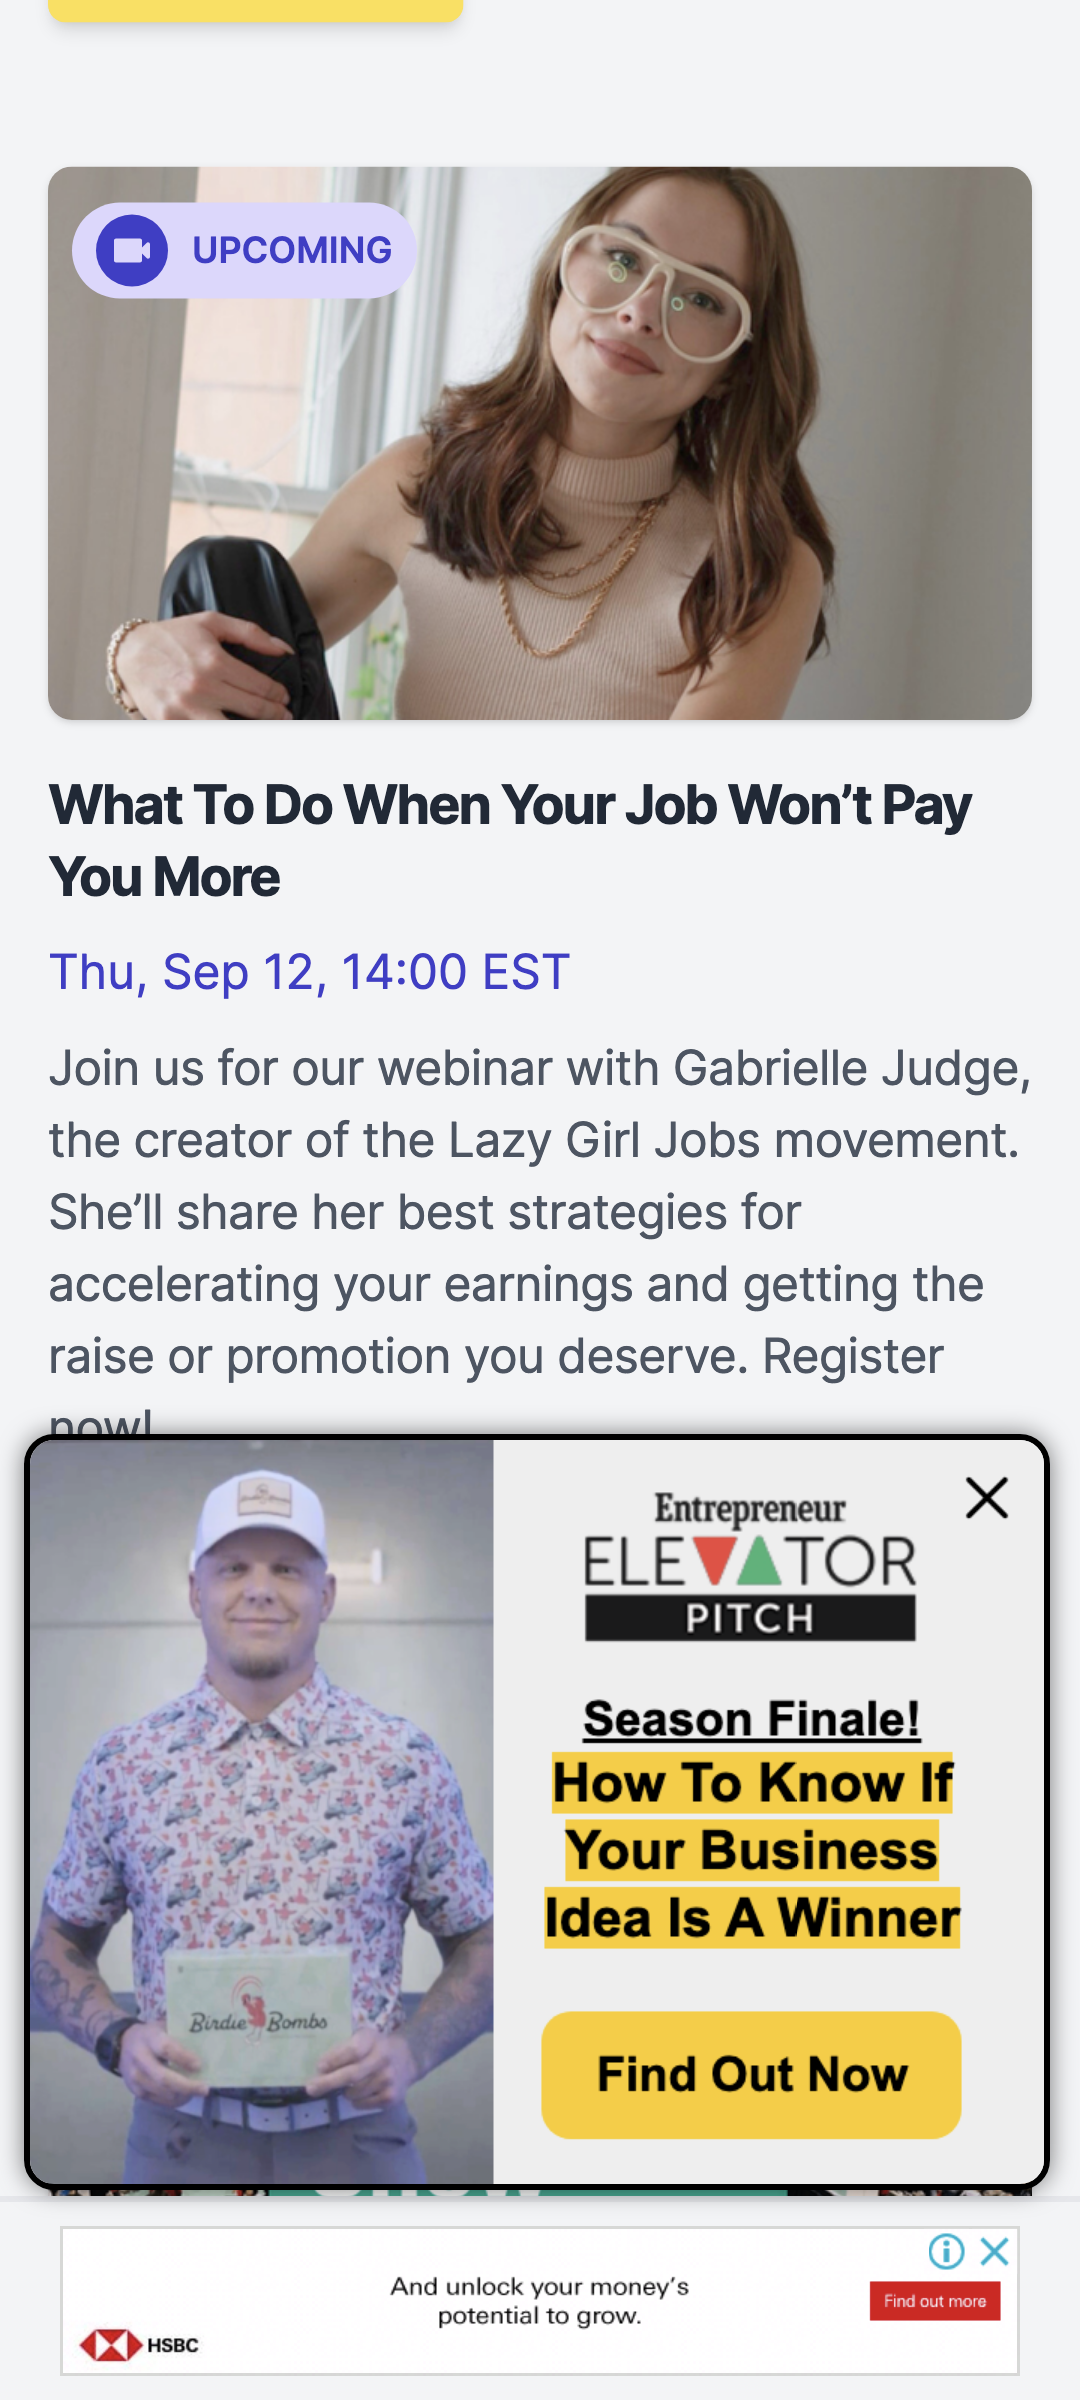 UPCOMING
What To Do When Your Job Won’t Pay
You More
Thu, Sep 12, 14:00 EST
Join us for our webinar with Gabrielle Judge,
the creator of the Lazy Girl Jobs movement.
She’ll share her best strategies for
accelerating your earnings and getting the
raise or promotion you deserve. Register
now!
Entrepreneur
ELEVATOR
PITCH
Season Finale!
How To Know If
Your Business
Idea Is A Winner
Find Out Now
Birdie Bombs
And unlock your money’s
potential to grow.
Find out more
HSBC